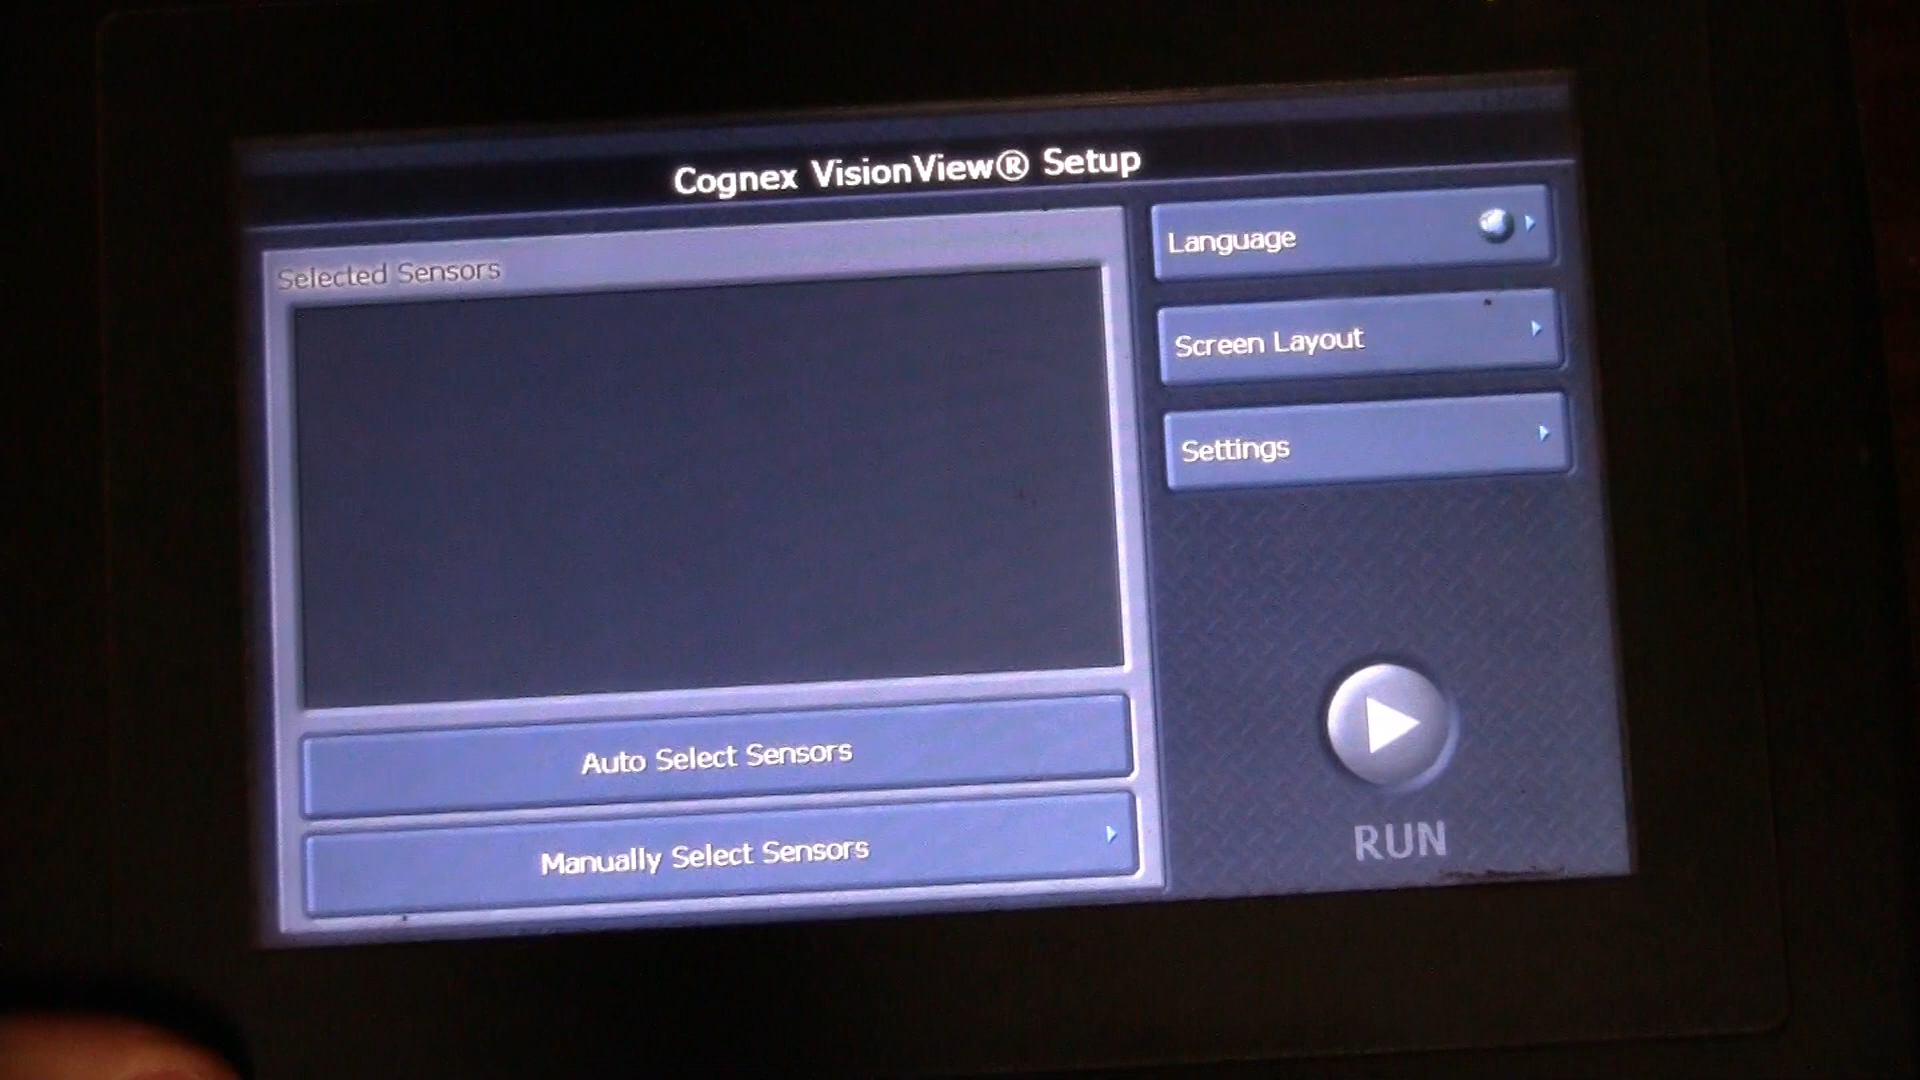 Cognex VisionView® Setup
Selected Sensors
Language
Screen Layout
Settings
Auto Select Sensors
Manually Select Sensors
RUN